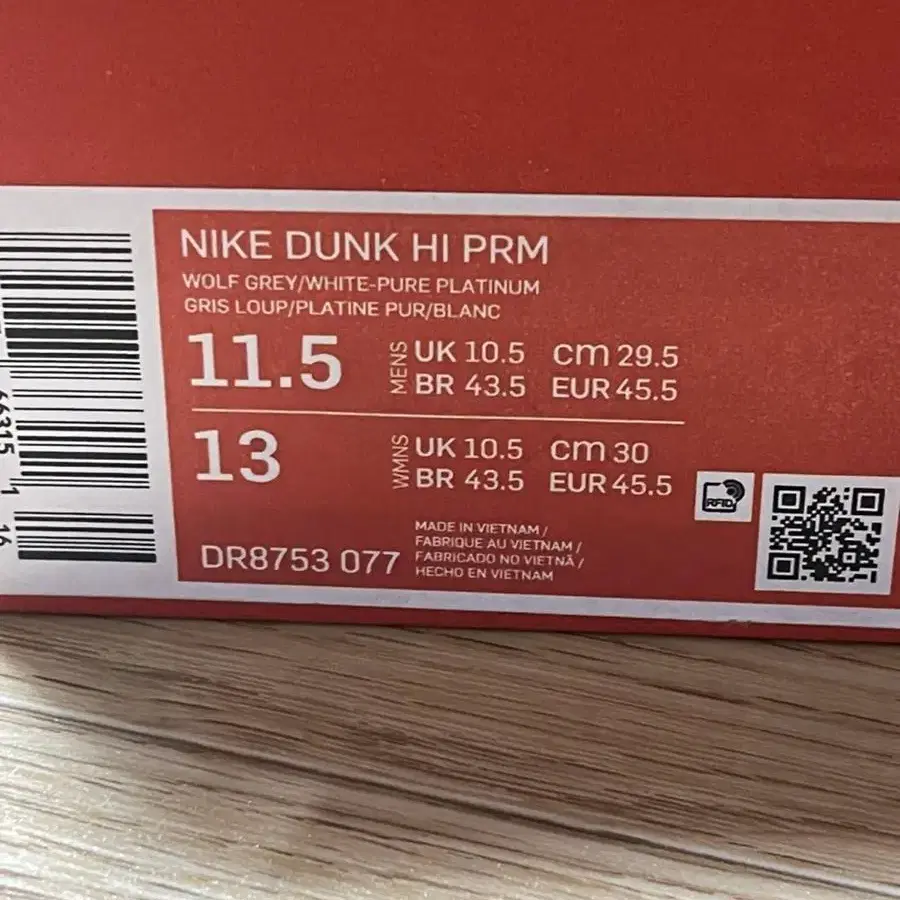 NIKE DUNK HI PRM
WOLF GREY/WHITE-PURE PLATINUM
GRIS LOUP/PLATINE PUR/BLANC
11.5 MENS UK 10.5 cm 29.5
BR 43.5 EUR 45.5
13 WMNS UK 10.5 cm 30
BR 43.5 EUR 45.5
RFID
DR8753 077
MADE IN VIETNAM /
FABRIQUE AU VIETNAM /
FABRICADO NO VIETNÃ /
HECHO EN VIETNAM